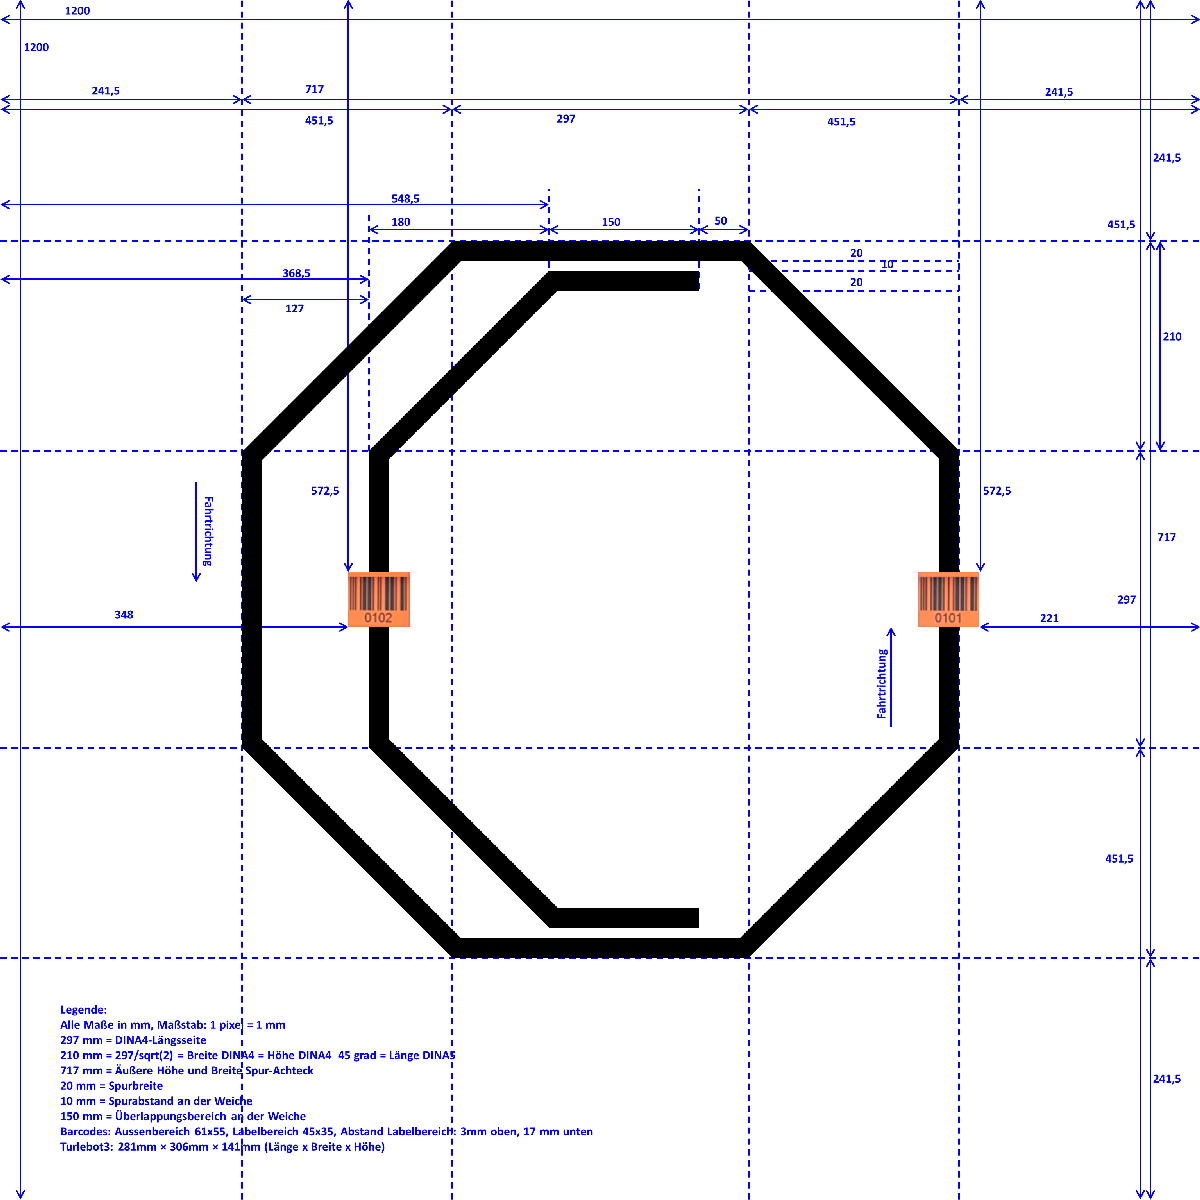 1200
1200
241,5
717
241,5
451,5
297
451,5
241,5
548,5
180
150
50
451,5
20
10
368,5
20
127
210
572,5
572,5
Fahrtrichtung
717
0102
0101
297
348
221
Fahrtrichtung
451,5
Legende:
Alle Maße in mm, Maßstab: 1 pixel = 1 mm
297 mm = DINA4-Längsseite
210 mm = 297/sqrt(2) = Breite DINA4 = Höhe DINA4 45 grad = Länge DINA5
717 mm = Äußere Höhe und Breite Spur-Achteck
20 mm = Spurbreite
241,5
10 mm = Spurabstand an der Weiche
150 mm = Überlappungsbereich an der Weiche
Barcodes: Aussenbereich 61x55, Labelbereich 45x35, Abstand Labelbereich: 3mm oben, 17 mm unten
Turlebot3: 281mm × 306mm × 141mm (Länge x Breite x Höhe)